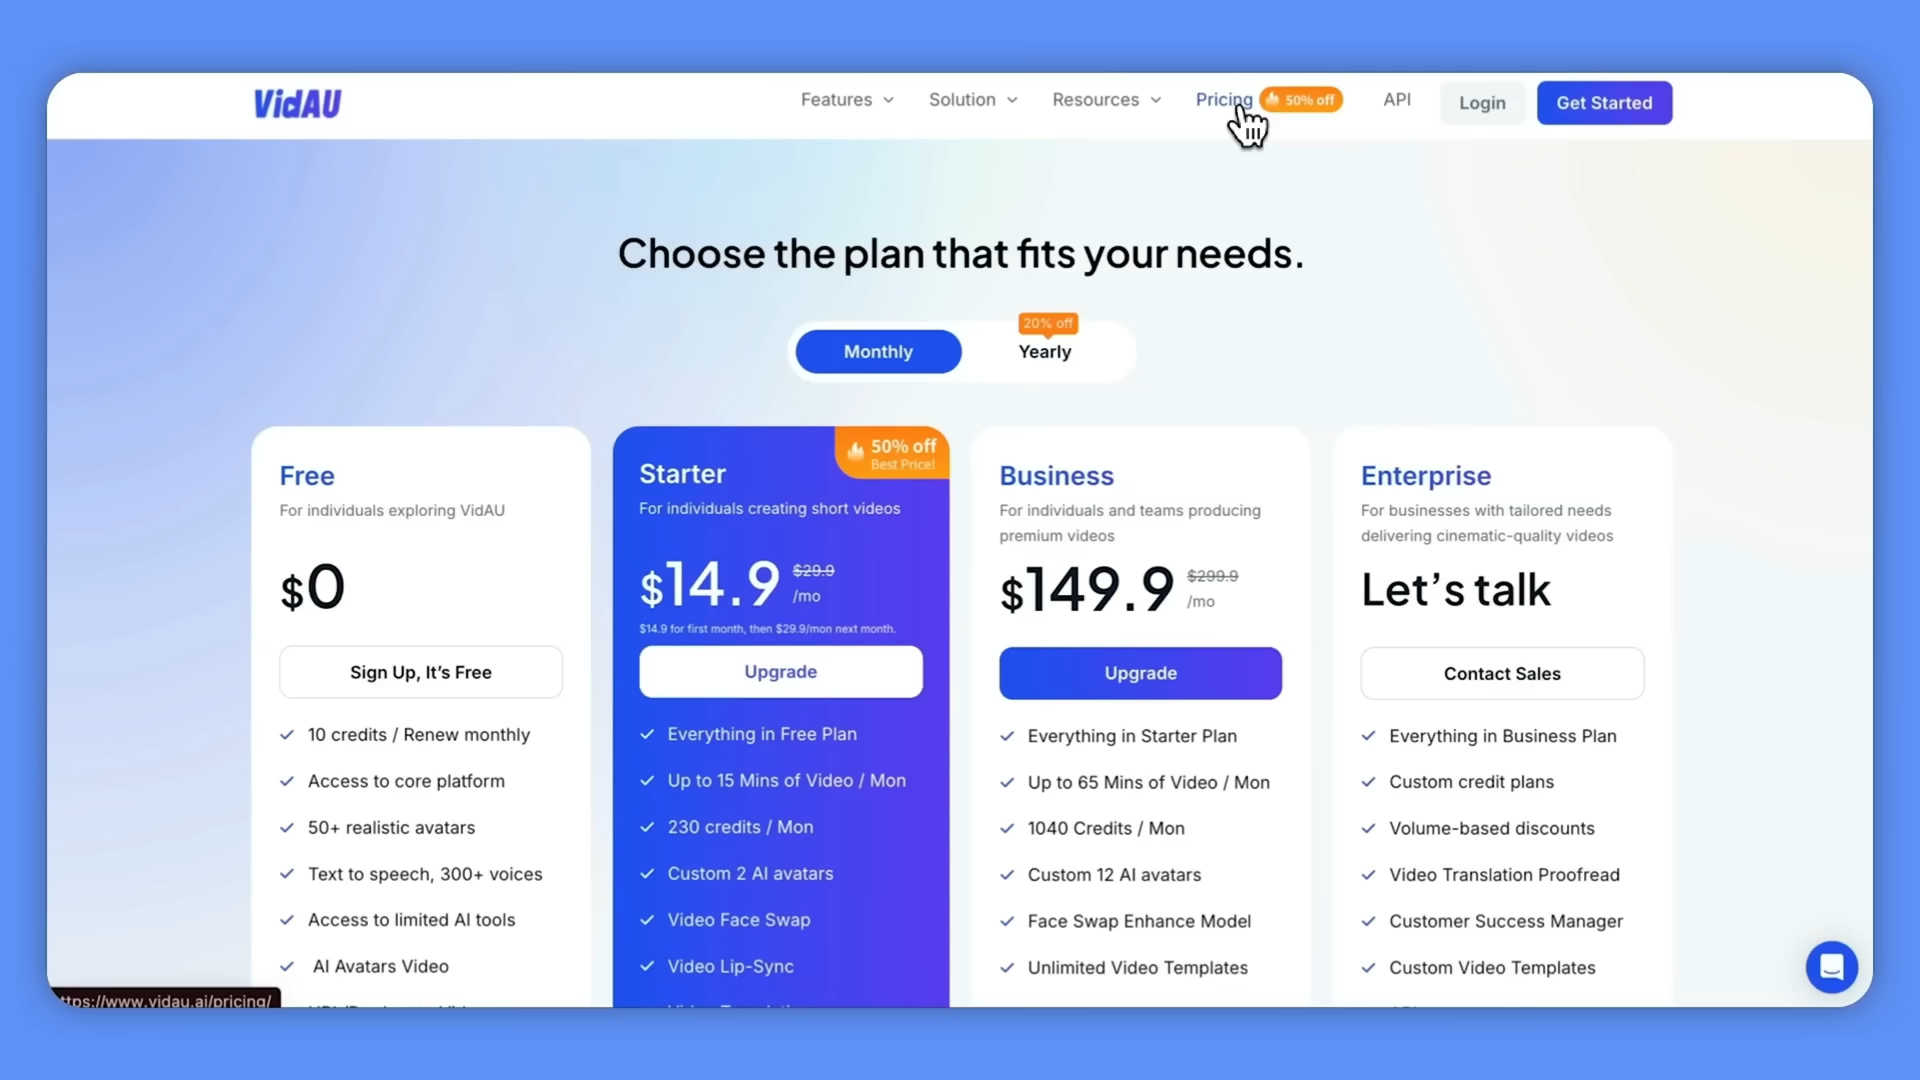 VidAU
Features
Solution
Resources
Pricing
50% off
API
Login
Get Started
Choose the plan that fits your needs.
Monthly
20% off
Yearly
Free
For individuals exploring VidAU
$0
Sign Up, It's Free
10 credits / Renew monthly
Access to core platform
50+ realistic avatars
Text to speech, 300+ voices
Access to limited AI tools
AI Avatars Video
50% off
Best Price!
Starter
For individuals creating short videos
$14.9 $29.9
/mo
$14.9 for first month, then $29.9/mon next month.
Upgrade
Everything in Free Plan
Up to 15 Mins of Video / Mon
230 credits / Mon
Custom 2 AI avatars
Video Face Swap
Video Lip-Sync
Business
For individuals and teams producing
premium videos
$149.9 $299.9
/mo
Upgrade
Everything in Starter Plan
Up to 65 Mins of Video / Mon
1040 Credits / Mon
Custom 12 AI avatars
Face Swap Enhance Model
Unlimited Video Templates
Enterprise
For businesses with tailored needs
delivering cinematic-quality videos
Let's talk
Contact Sales
Everything in Business Plan
Custom credit plans
Volume-based discounts
Video Translation Proofread
Customer Success Manager
Custom Video Templates
ttps://www.vidau.ai/pricing/